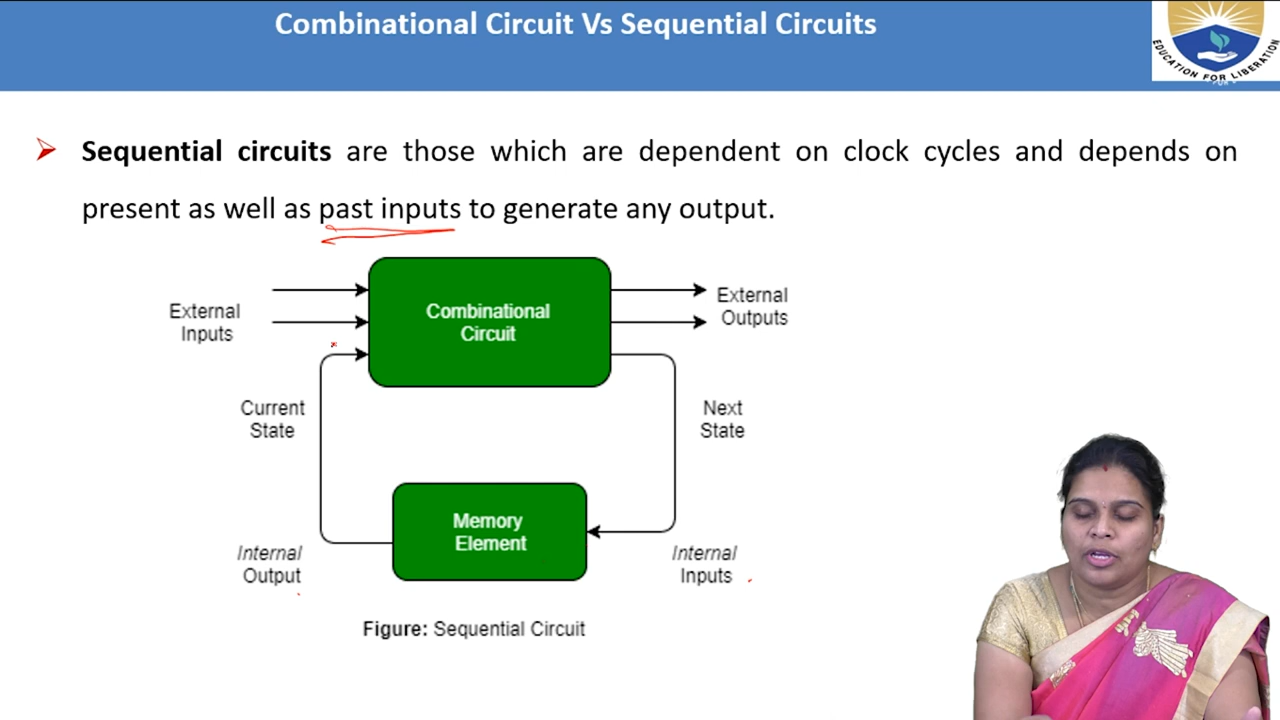 Combinational Circuit Vs Sequential Circuits
EDUCATION FOR LIBERATION
➢ Sequential circuits are those which are dependent on clock cycles and depends on
present as well as past inputs to generate any output.
External
Inputs
Combinational
Circuit
External
Outputs
Current
State
Next
State
Memory
Element
Internal
Output
Internal
Inputs
Figure: Sequential Circuit